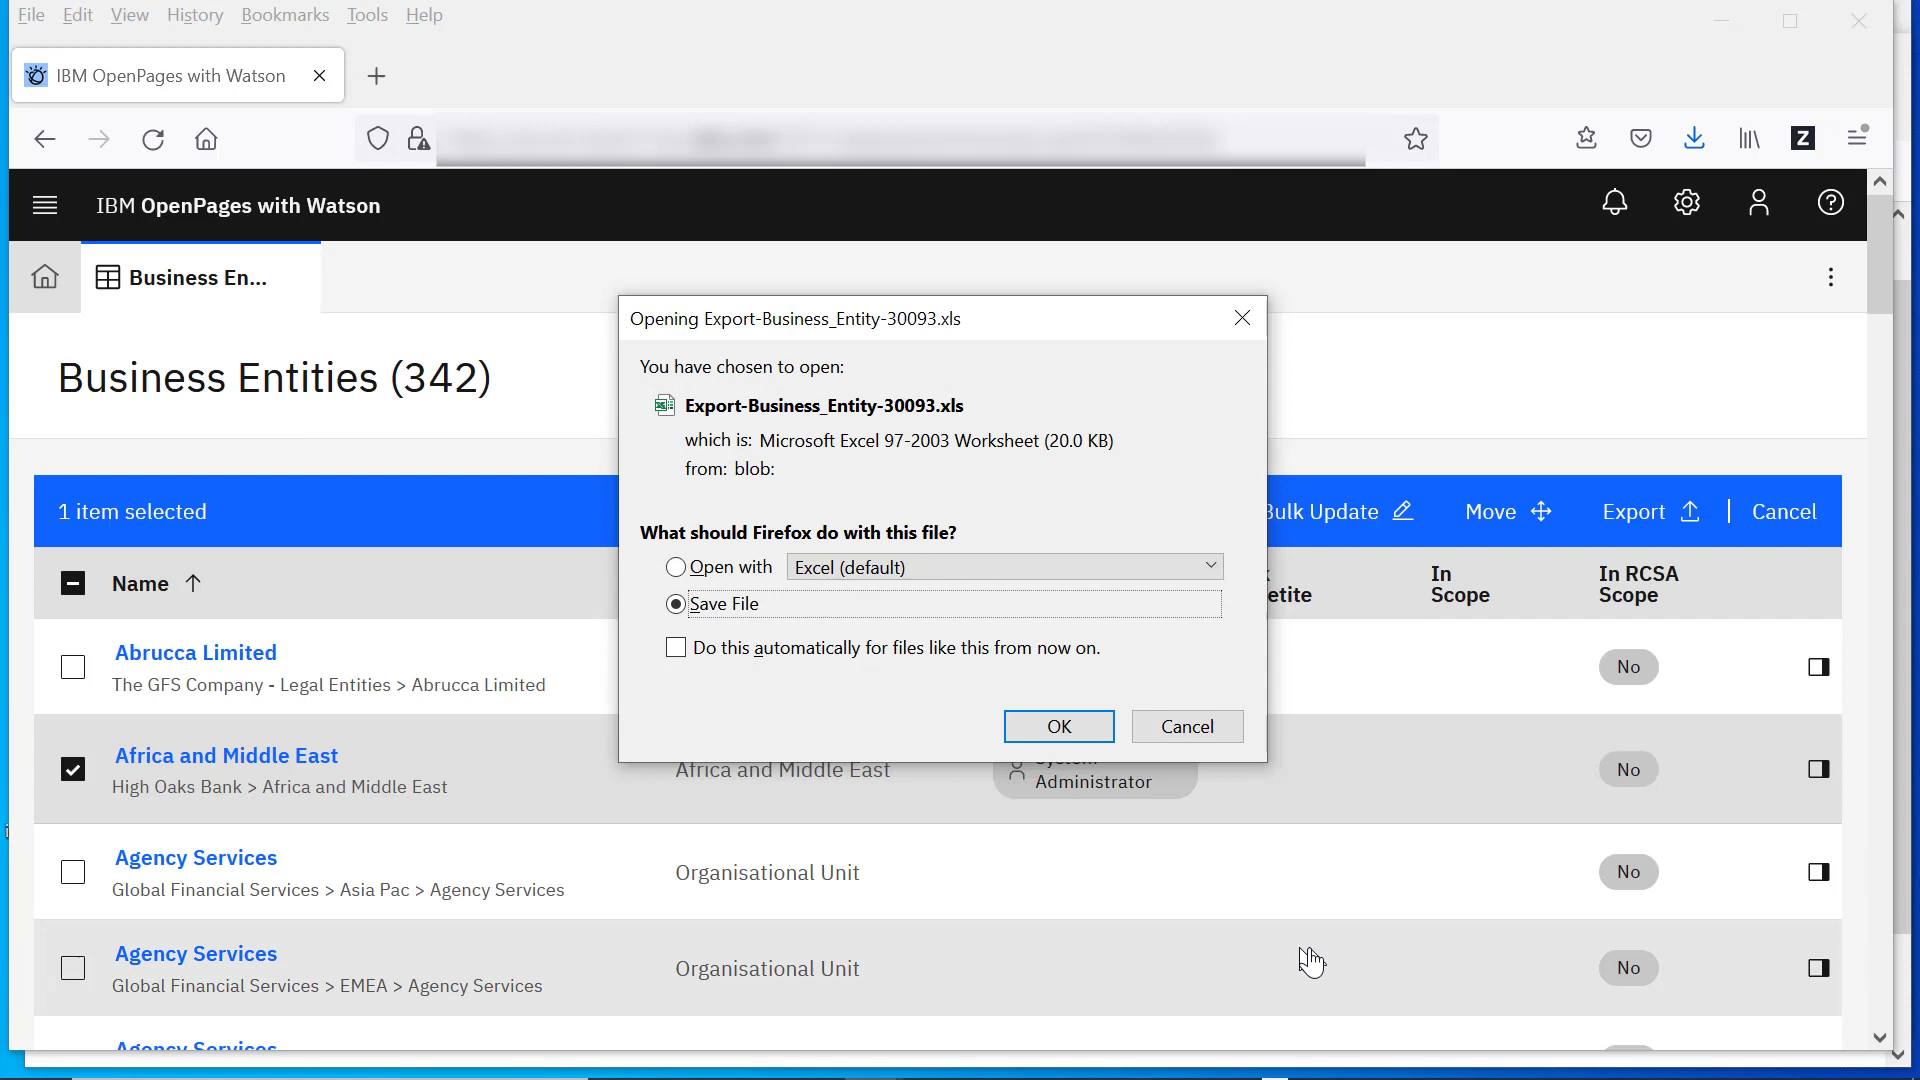 File Edit View History Bookmarks Tools Help
IBM OpenPages with Watson
IBM OpenPages with Watson
Business En...
Opening Export-Business_Entity-30093.xls
You have chosen to open:
Export-Business_Entity-30093.xls
which is: Microsoft Excel 97-2003 Worksheet (20.0 KB)
from: blob:
What should Firefox do with this file?
Open with Excel (default)
Save File
Do this automatically for files like this from now on.
OK Cancel
Business Entities (342)
1 item selected
Bulk Update Move Export Cancel
Name
etite
In Scope
In RCSA Scope
Abrucca Limited
The GFS Company - Legal Entities > Abrucca Limited
No
Africa and Middle East
High Oaks Bank > Africa and Middle East
Africa and Middle East
System
Administrator
No
Agency Services
Global Financial Services > Asia Pac > Agency Services
Organisational Unit
No
Agency Services
Global Financial Services > EMEA > Agency Services
Organisational Unit
No
Agency Services